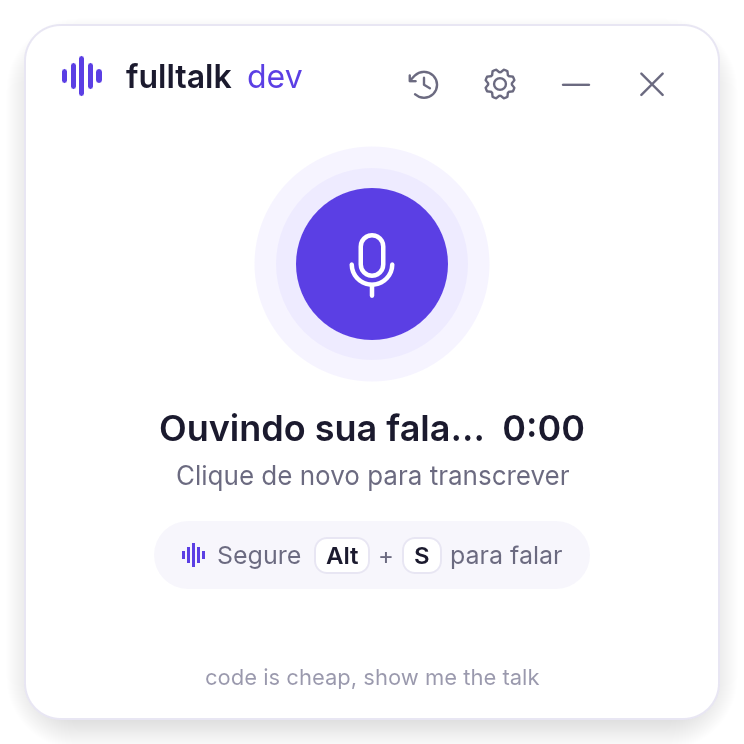 fulltalk dev
Ouvindo sua fala... 0:00
Clique de novo para transcrever
Segure Alt + S para falar
code is cheap, show me the talk